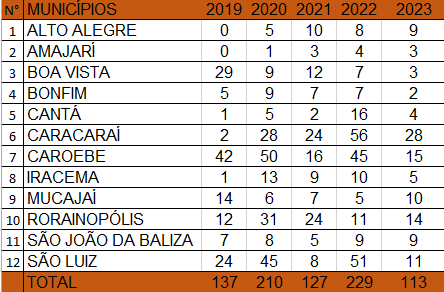 N° MUNICÍPIOS 2019 2020 2021 2022 2023
1 ALTO ALEGRE 0 5 10 8 9
2 AMAJARÍ 0 1 3 4 3
3 BOA VISTA 29 9 12 7 3
4 BONFIM 5 9 7 7 2
5 CANTÁ 1 5 2 16 4
6 CARACARAÍ 2 28 24 56 28
7 CAROEBE 42 50 16 45 15
8 IRACEMA 1 13 9 10 5
9 MUCAJAÍ 14 6 7 5 10
10 RORAINOPÓLIS 12 31 24 11 14
11 SÃO JOÃO DA BALIZA 7 8 5 9 9
12 SÃO LUIZ 24 45 8 51 11
TOTAL 137 210 127 229 113